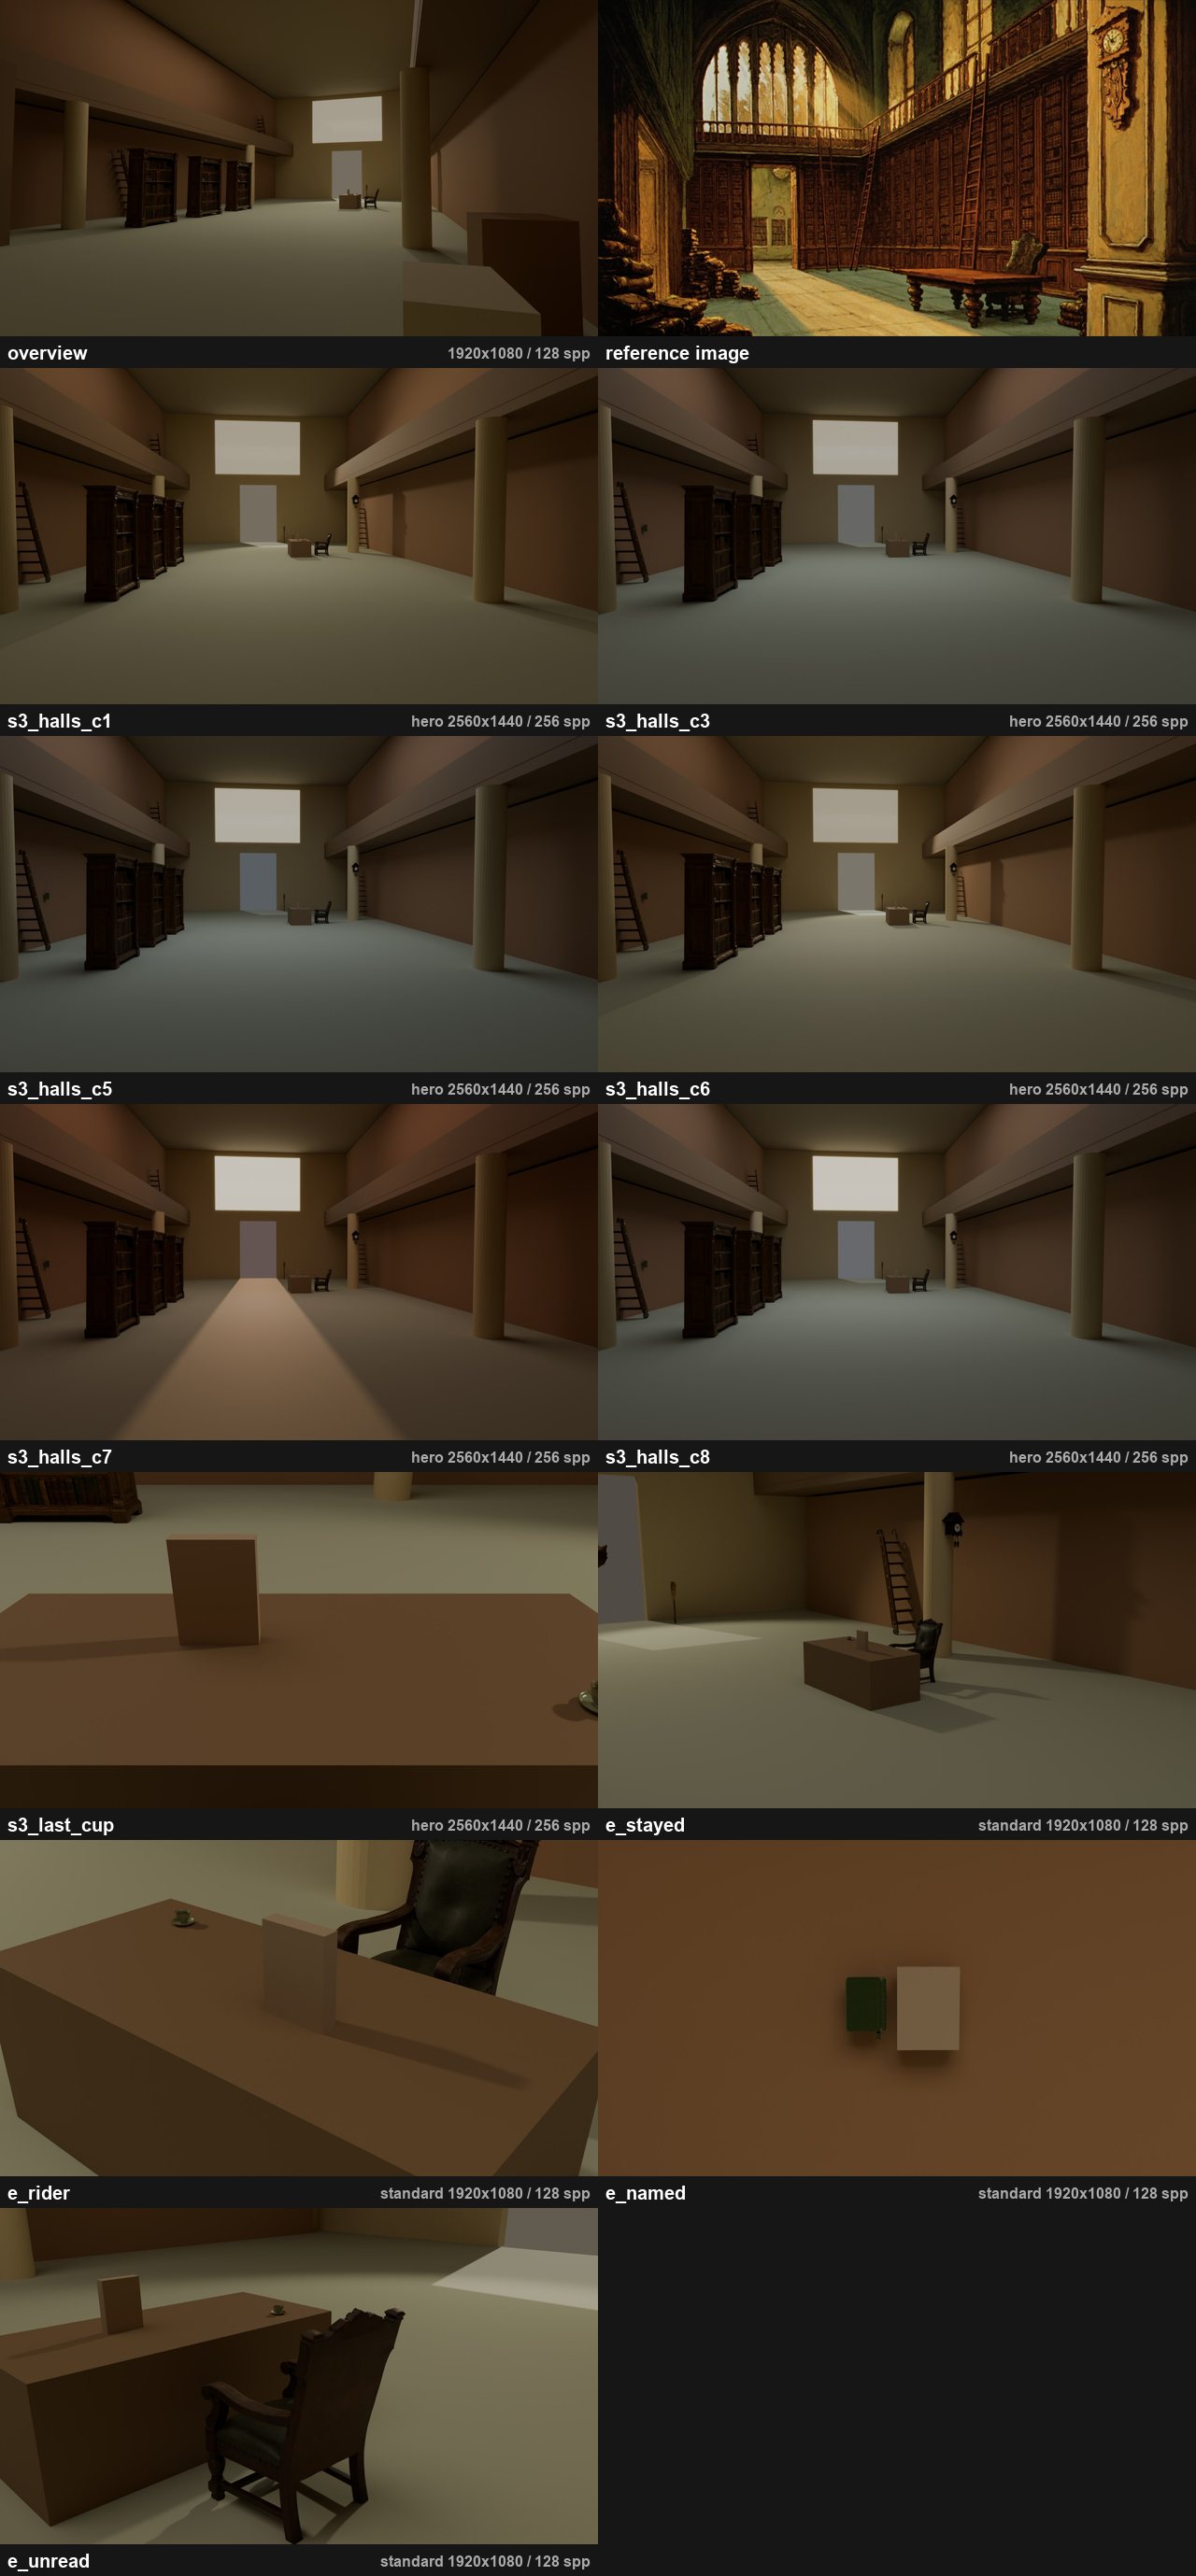 overview 1920x1080 / 128 spp
reference image
s3_halls_c1 hero 2560x1440 / 256 spp
s3_halls_c3 hero 2560x1440 / 256 spp
s3_halls_c5 hero 2560x1440 / 256 spp
s3_halls_c6 hero 2560x1440 / 256 spp
s3_halls_c7 hero 2560x1440 / 256 spp
s3_halls_c8 hero 2560x1440 / 256 spp
s3_last_cup hero 2560x1440 / 256 spp
e_stayed standard 1920x1080 / 128 spp
e_rider standard 1920x1080 / 128 spp
e_named standard 1920x1080 / 128 spp
e_unread standard 1920x1080 / 128 spp